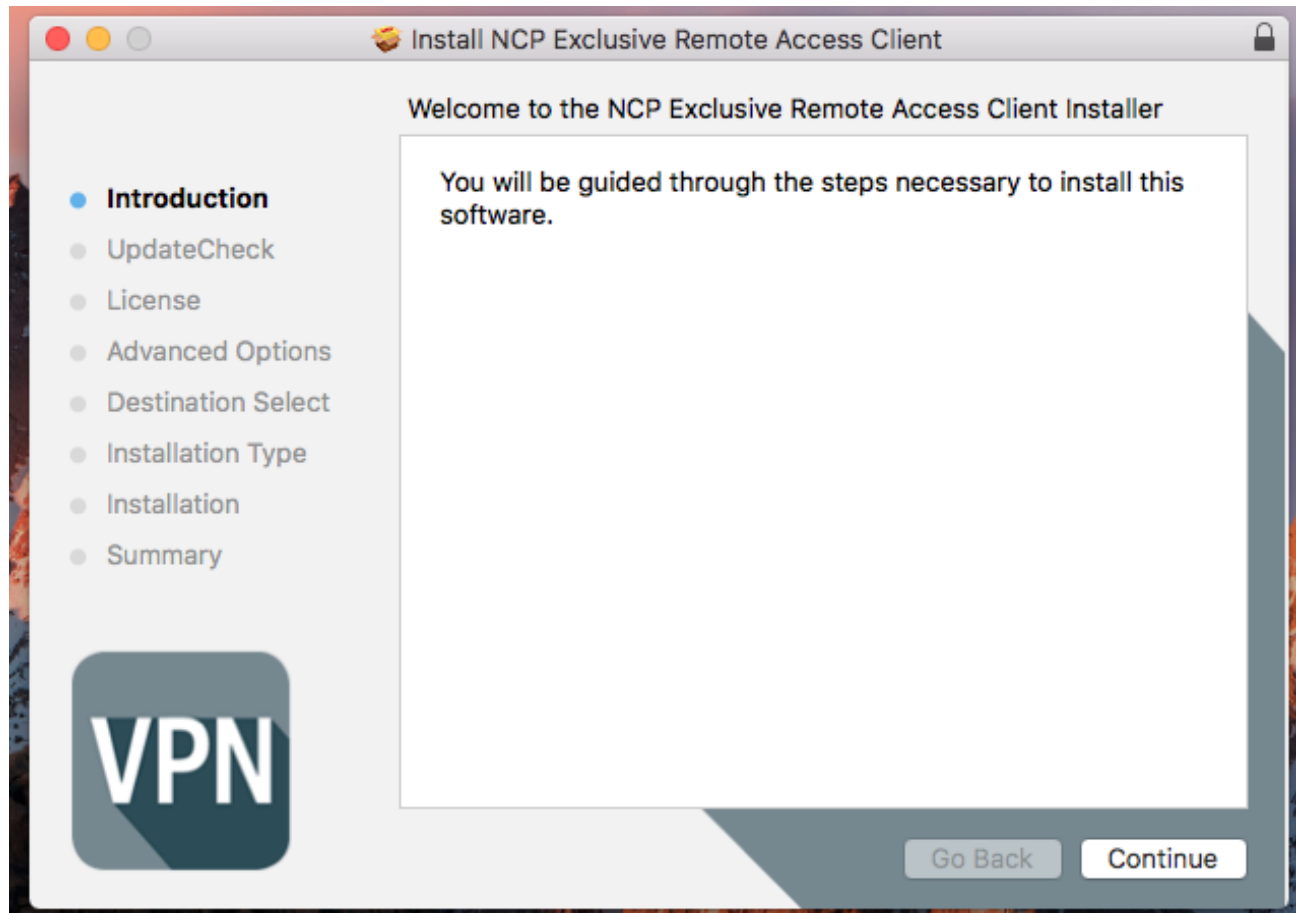 Install NCP Exclusive Remote Access Client
Welcome to the NCP Exclusive Remote Access Client Installer
Introduction
UpdateCheck
License
Advanced Options
Destination Select
Installation Type
Installation
Summary
You will be guided through the steps necessary to install this
software.
VPN
Go Back
Continue